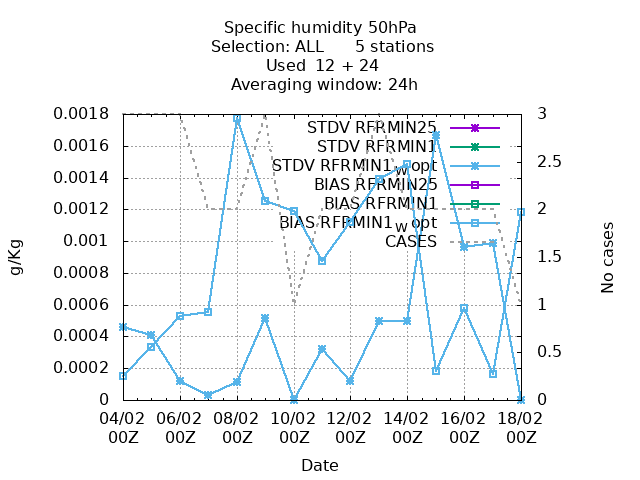 Specific humidity 50hPa
Selection: ALL 5 stations
Used 12 + 24
Averaging window: 24h
0.0018
0.0016
0.0014
0.0012
0.001
0.0008
0.0006
0.0004
0.0002
0
3
2.5
2
1.5
1
0.5
0
STDV RFRMIN25
STDV RFRMIN1
STDV RFRMIN1w opt
BIAS RFRMIN25
BIAS RFRMIN1
BIAS RFRMIN1w opt
CASES
g/Kg
No cases
04/02 06/02 08/02 10/02 12/02 14/02 16/02 18/02
00Z 00Z 00Z 00Z 00Z 00Z 00Z 00Z
Date